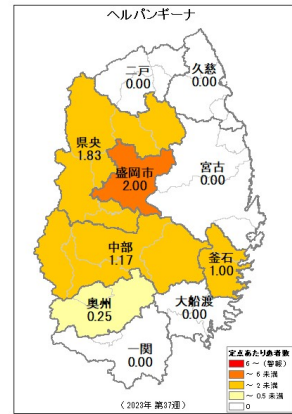 ヘルパンギーナ
二戸
0.00
久慈
0.00
県央
1.83
盛岡市
2.00
宮古
0.00
中部
1.17
釜石
1.00
奥州
0.25
大船渡
0.00
一関
0.00
定点あたり患者数
6～(警報)
～ 6 未満
～ 2 未満
～ 0.5 未満
0
(2023年 第37週)